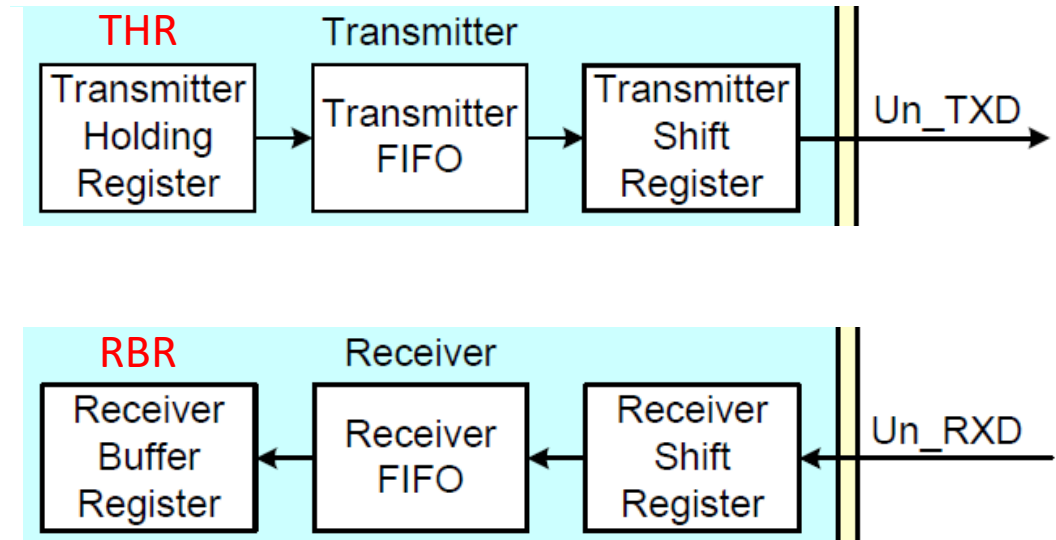 THR
Transmitter
Transmitter
Holding
Register
Transmitter
FIFO
Transmitter
Shift
Register
Un_TXD
RBR
Receiver
Receiver
Buffer
Register
Receiver
FIFO
Receiver
Shift
Register
Un_RXD